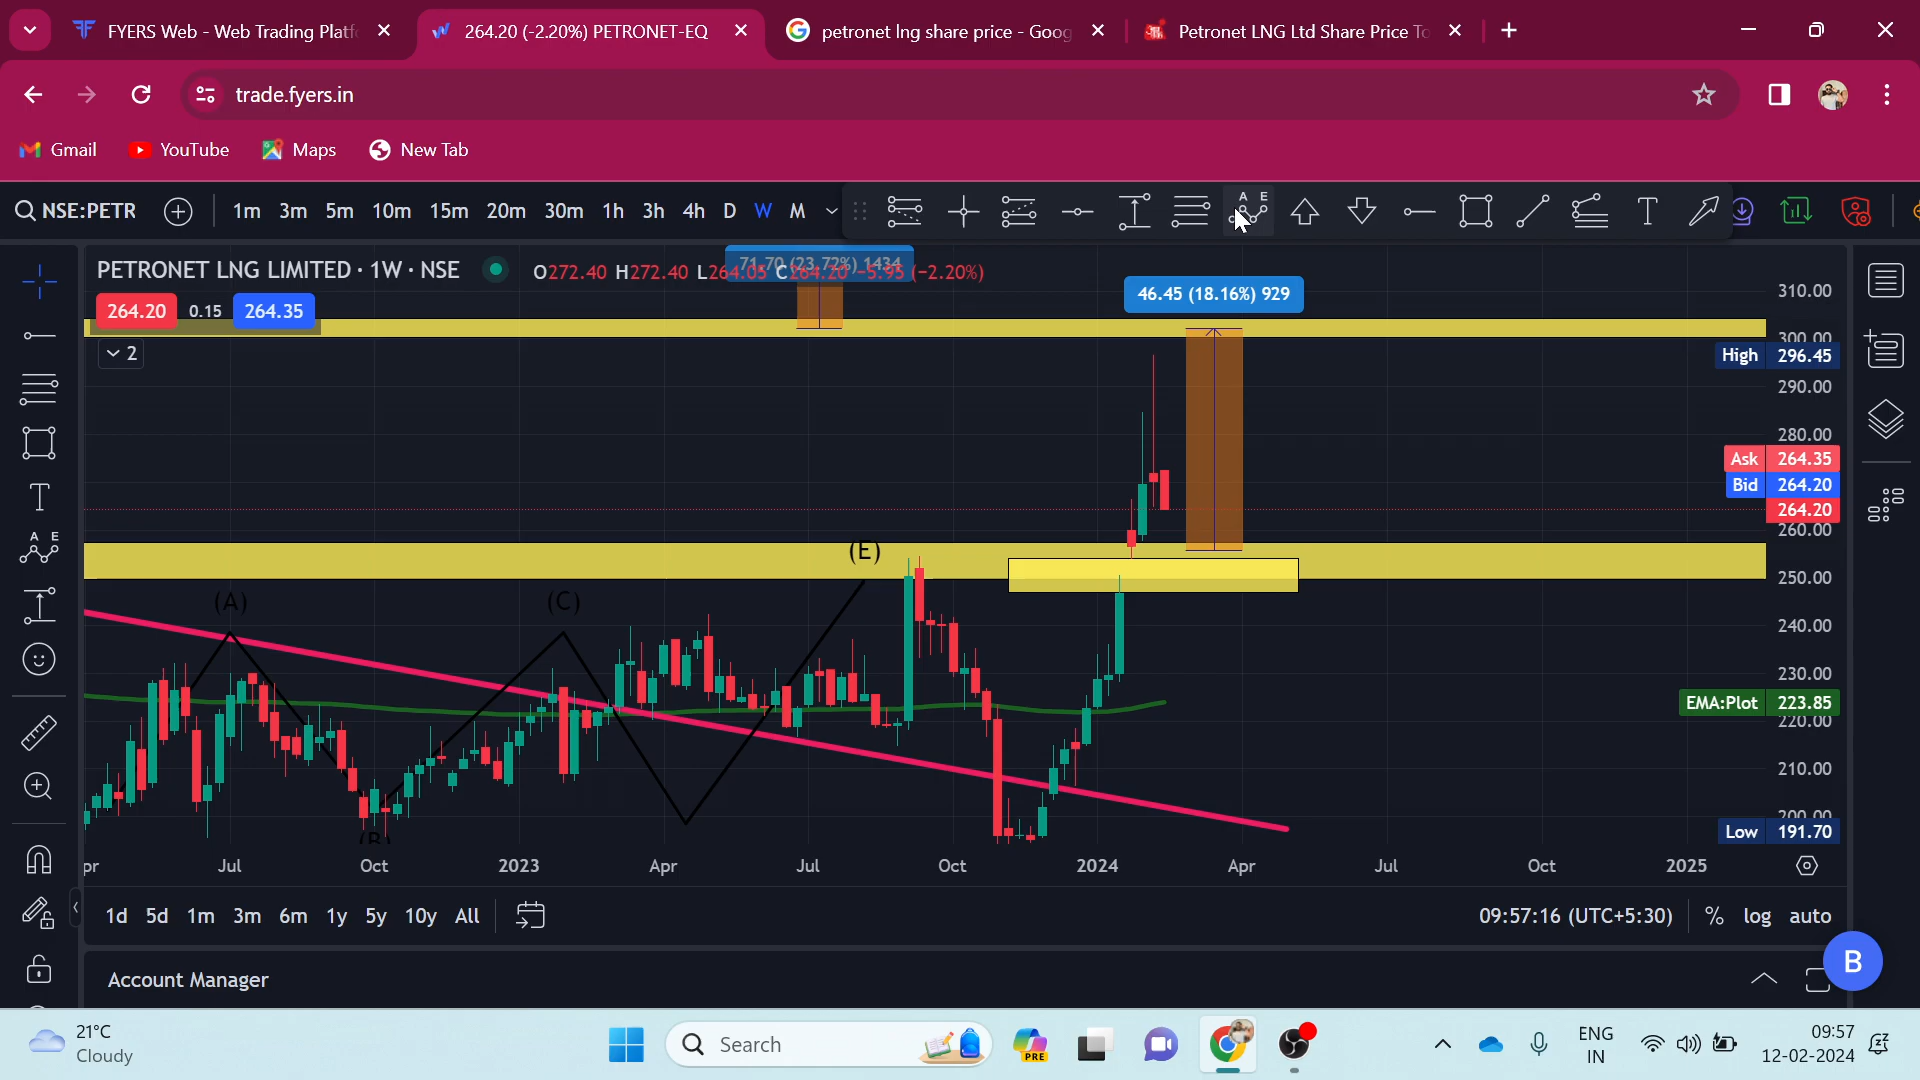 FYERS Web - Web Trading Platf
264.20 (-2.20%) PETRONET-EQ
petronet lng share price - Goog
Petronet LNG Ltd Share Price To
trade.fyers.in
Gmail
YouTube
Maps
New Tab
NSE:PETR
1m 3m 5m 10m 15m 20m 30m 1h 3h 4h D W M
A E
T
PETRONET LNG LIMITED · 1W · NSE
O272.40 H272.40 L264.05 C264.20 -5.95 (-2.20%)
71.70 (23.72%) 1434
264.20 0.15 264.35
2
46.45 (18.16%) 929
310.00
300.00
High 296.45
290.00
280.00
Ask 264.35
Bid 264.20
264.20
260.00
250.00
240.00
230.00
EMA:Plot 223.85
220.00
210.00
200.00
Low 191.70
(A)
(B)
(C)
(E)
T
A E
pr Jul Oct 2023 Apr Jul Oct 2024 Apr Jul Oct 2025
1d 5d 1m 3m 6m 1y 5y 10y All
09:57:16 (UTC+5:30) % log auto
Account Manager
B
21°C
Cloudy
Search
PRE
ENG
IN
09:57
12-02-2024